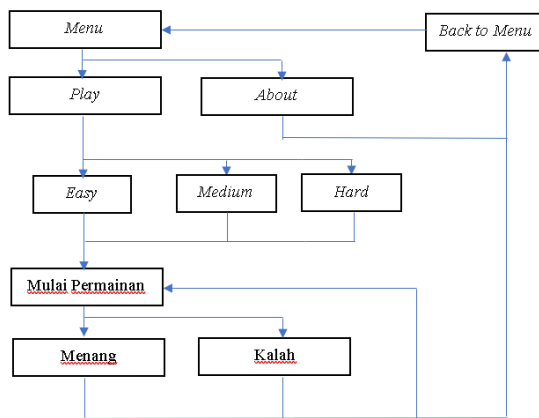 Menu
Back to Menu
Play
About
Easy
Medium
Hard
Mulai Permainan
Menang
Kalah